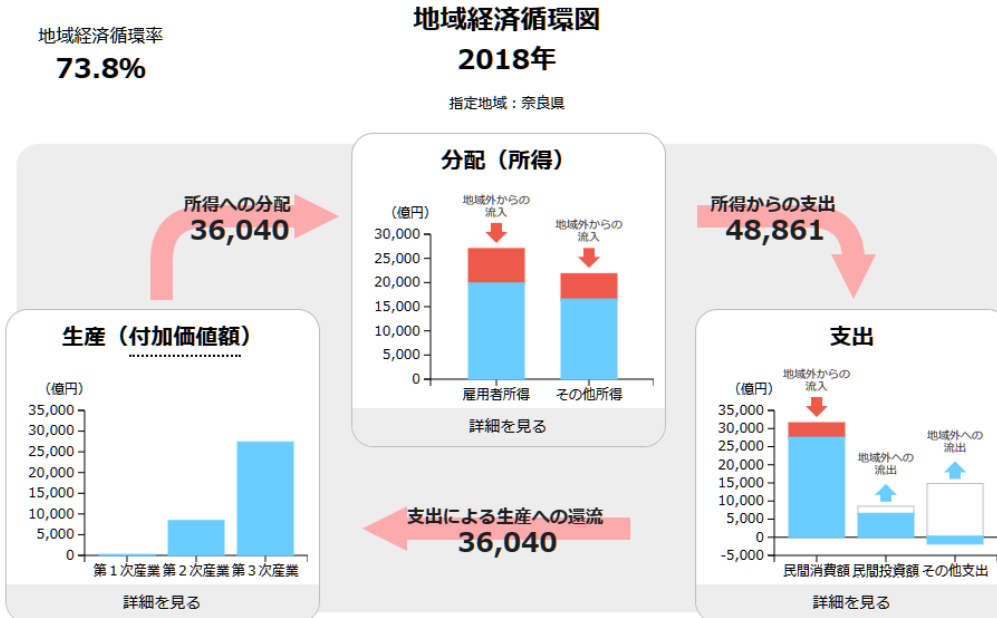 地域経済循環図
2018年
指定地域：奈良県
地域経済循環率
73.8%
所得への分配
36,040
分配（所得）
（億円）
地域外からの
流入
地域外からの
流入
30,000
25,000
20,000
15,000
10,000
5,000
0
雇用者所得
その他所得
詳細を見る
所得からの支出
48,861
生産（付加価値額）
（億円）
35,000
30,000
25,000
20,000
15,000
10,000
5,000
0
第１次産業
第２次産業
第３次産業
詳細を見る
支出による生産への還流
36,040
支出
（億円）
地域外からの
流入
地域外への
流出
地域外への
流出
35,000
30,000
25,000
20,000
15,000
10,000
5,000
0
-5,000
民間消費額
民間投資額
その他支出
詳細を見る